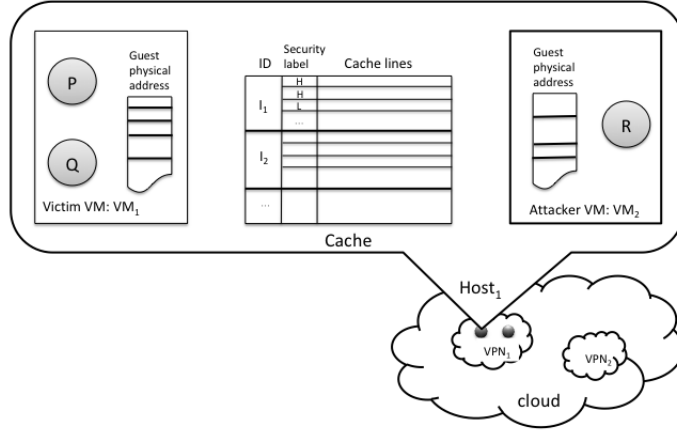 P
Q
Guest
physical
address
Victim VM: VM₁
ID
Security
label
Cache lines
I₁
H
H
L
...
I₂
...
Cache
Guest
physical
address
R
Attacker VM: VM₂
Host₁
VPN₁
VPN₂
cloud